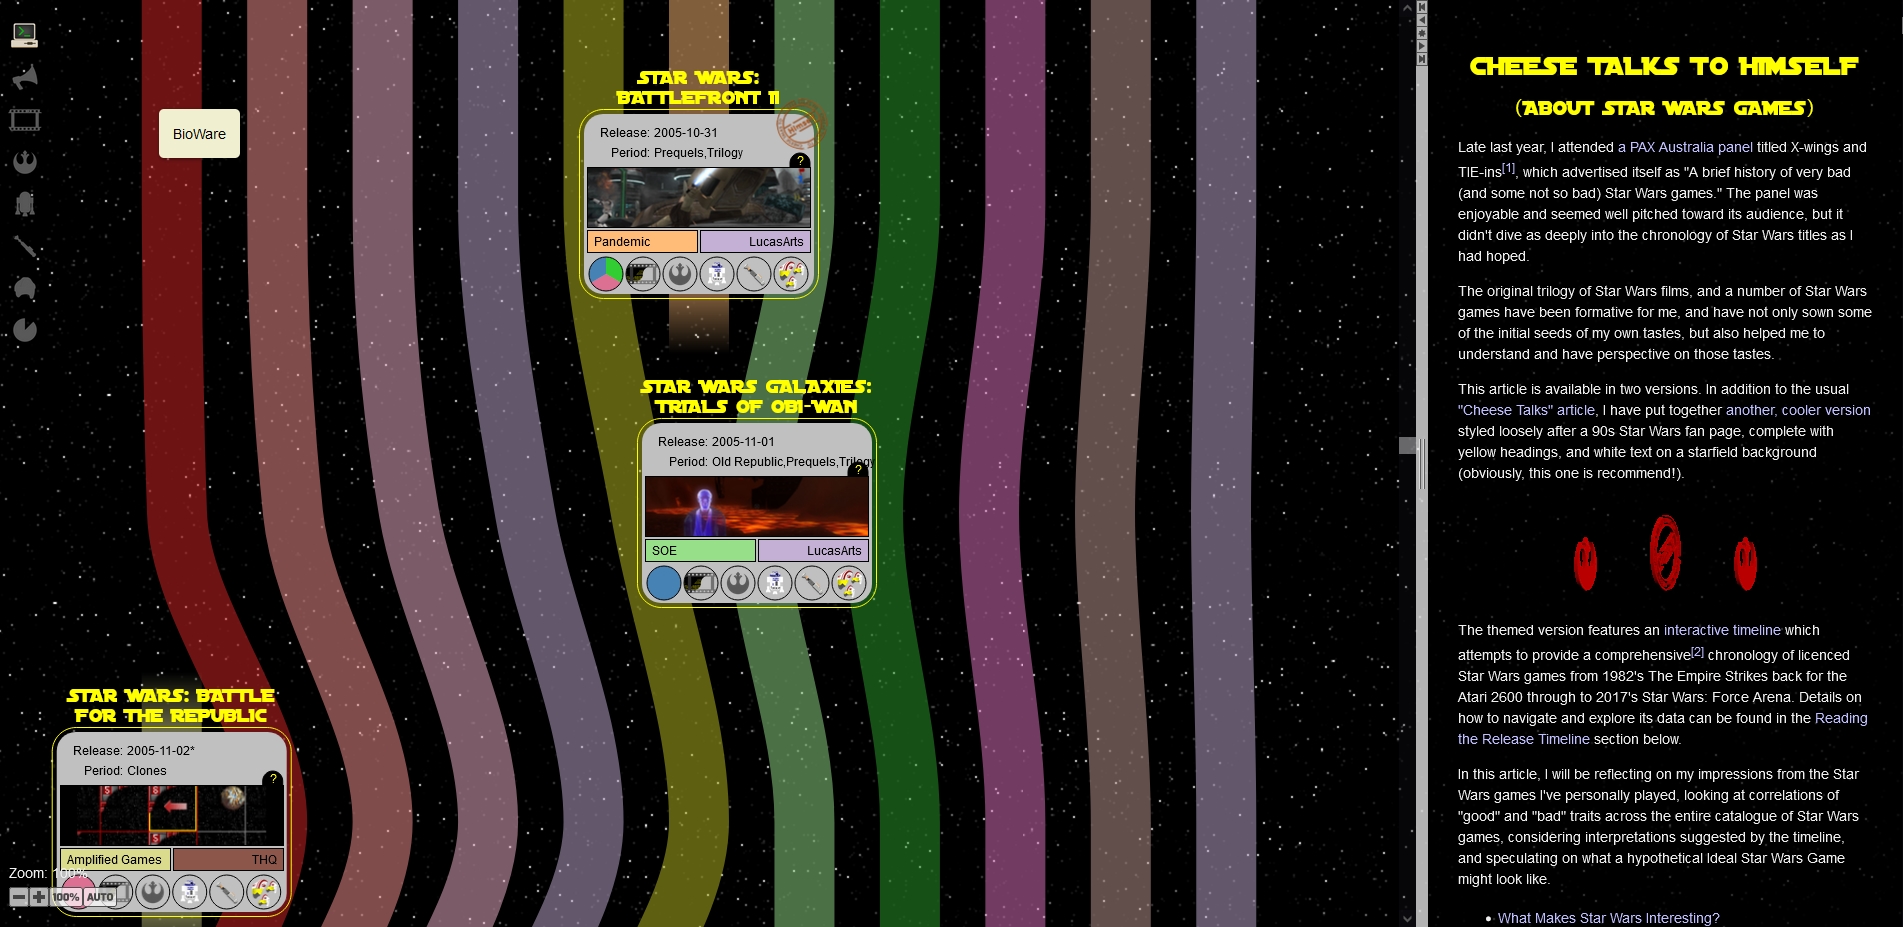 BioWare
STAR WARS:
BATTLEFRONT II
Release: 2005-10-31
Period: Prequels,Trilogy
?
Pandemic
LucasArts
STAR WARS GALAXIES:
TRIALS OF OBI-WAN
Release: 2005-11-01
Period: Old Republic,Prequels,Trilogy
?
SOE
LucasArts
STAR WARS: BATTLE
FOR THE REPUBLIC
Release: 2005-11-02*
Period: Clones
?
Amplified Games
THQ
Zoom: 100%
100%
AUTO
CHEESE TALKS TO HIMSELF
(ABOUT STAR WARS GAMES)
Late last year, I attended a PAX Australia panel titled X-wings and
TIE-ins[1], which advertised itself as "A brief history of very bad
(and some not so bad) Star Wars games." The panel was
enjoyable and seemed well pitched toward its audience, but it
didn't dive as deeply into the chronology of Star Wars titles as I
had hoped.
The original trilogy of Star Wars films, and a number of Star Wars
games have been formative for me, and have not only sown some
of the initial seeds of my own tastes, but also helped me to
understand and have perspective on those tastes.
This article is available in two versions. In addition to the usual
"Cheese Talks" article, I have put together another, cooler version
styled loosely after a 90s Star Wars fan page, complete with
yellow headings, and white text on a starfield background
(obviously, this one is recommend!).
The themed version features an interactive timeline which
attempts to provide a comprehensive[2] chronology of licenced
Star Wars games from 1982's The Empire Strikes back for the
Atari 2600 through to 2017's Star Wars: Force Arena. Details on
how to navigate and explore its data can be found in the Reading
the Release Timeline section below.
In this article, I will be reflecting on my impressions from the Star
Wars games I've personally played, looking at correlations of
"good" and "bad" traits across the entire catalogue of Star Wars
games, considering interpretations suggested by the timeline,
and speculating on what a hypothetical Ideal Star Wars Game
might look like.
What Makes Star Wars Interesting?